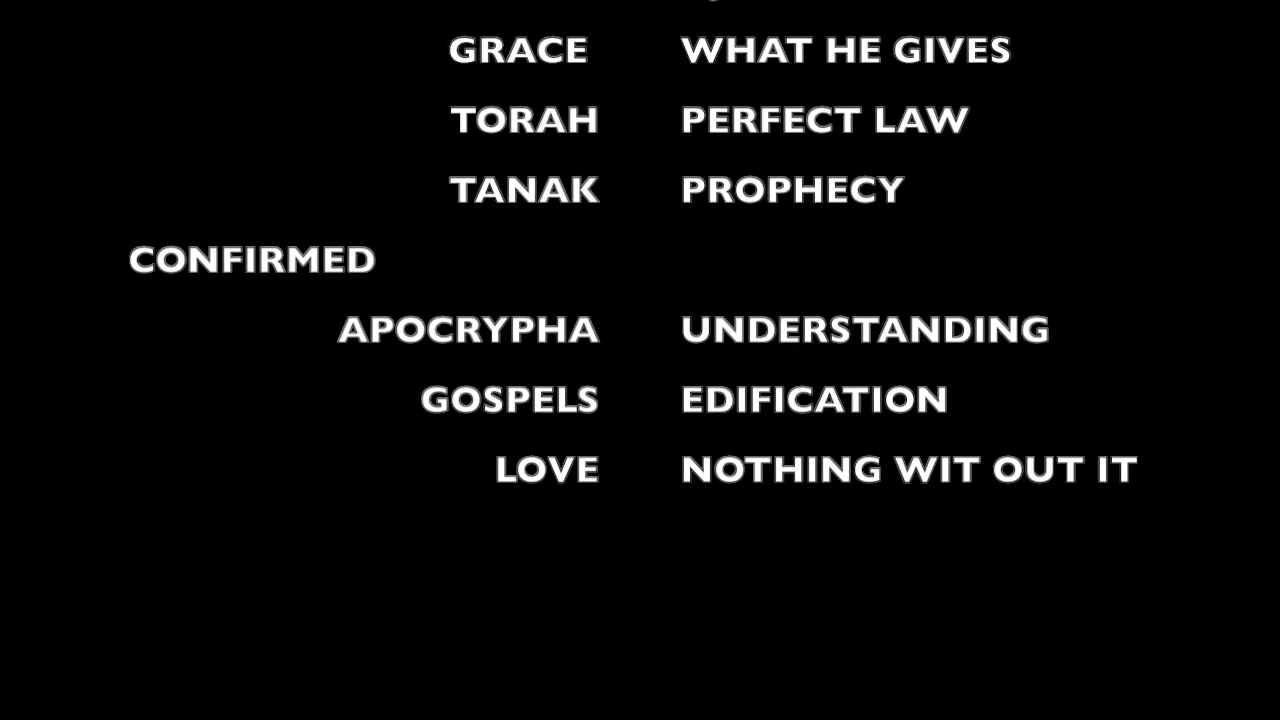 GRACE WHAT HE GIVES
TORAH PERFECT LAW
TANAK PROPHECY
CONFIRMED
APOCRYPHA UNDERSTANDING
GOSPELS EDIFICATION
LOVE NOTHING WIT OUT IT